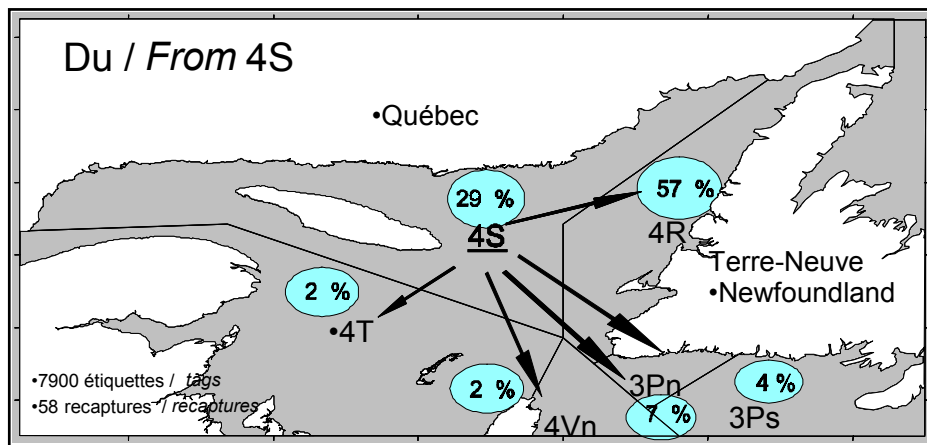 Du / From 4S
•Québec
29 %
57 %
4S
4R
Terre-Neuve
•Newfoundland
2 %
•4T
•7900 étiquettes / tags
•58 recaptures / recaptures
2 %
4Vn
3Pn
7 %
4 %
3Ps